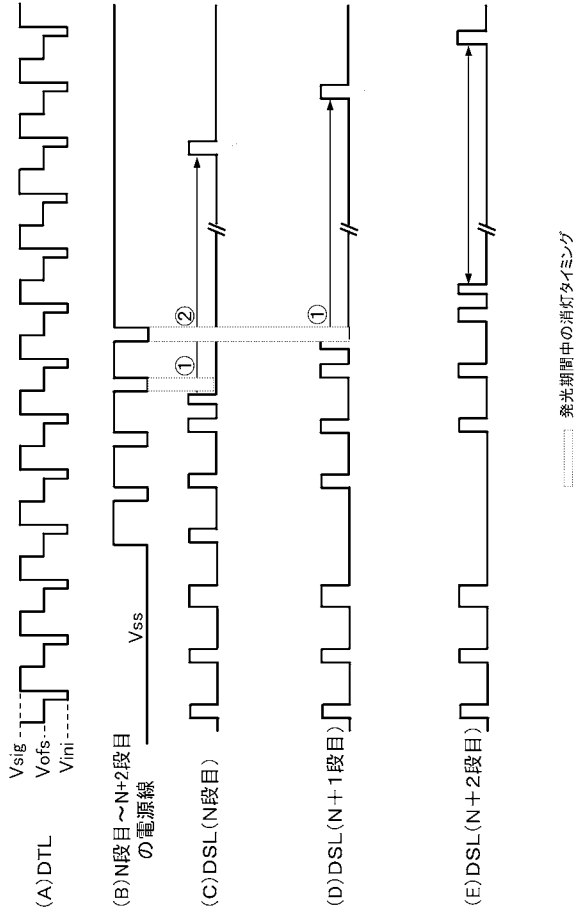 (A)DTL
Vsig
Vofs
Vini
(B)N段目～N+2段目
の電源線
Vss
(C)DSL(N段目)
①
②
(D)DSL(N+1段目)
①
(E)DSL(N+2段目)
発光期間中の消灯タイミング